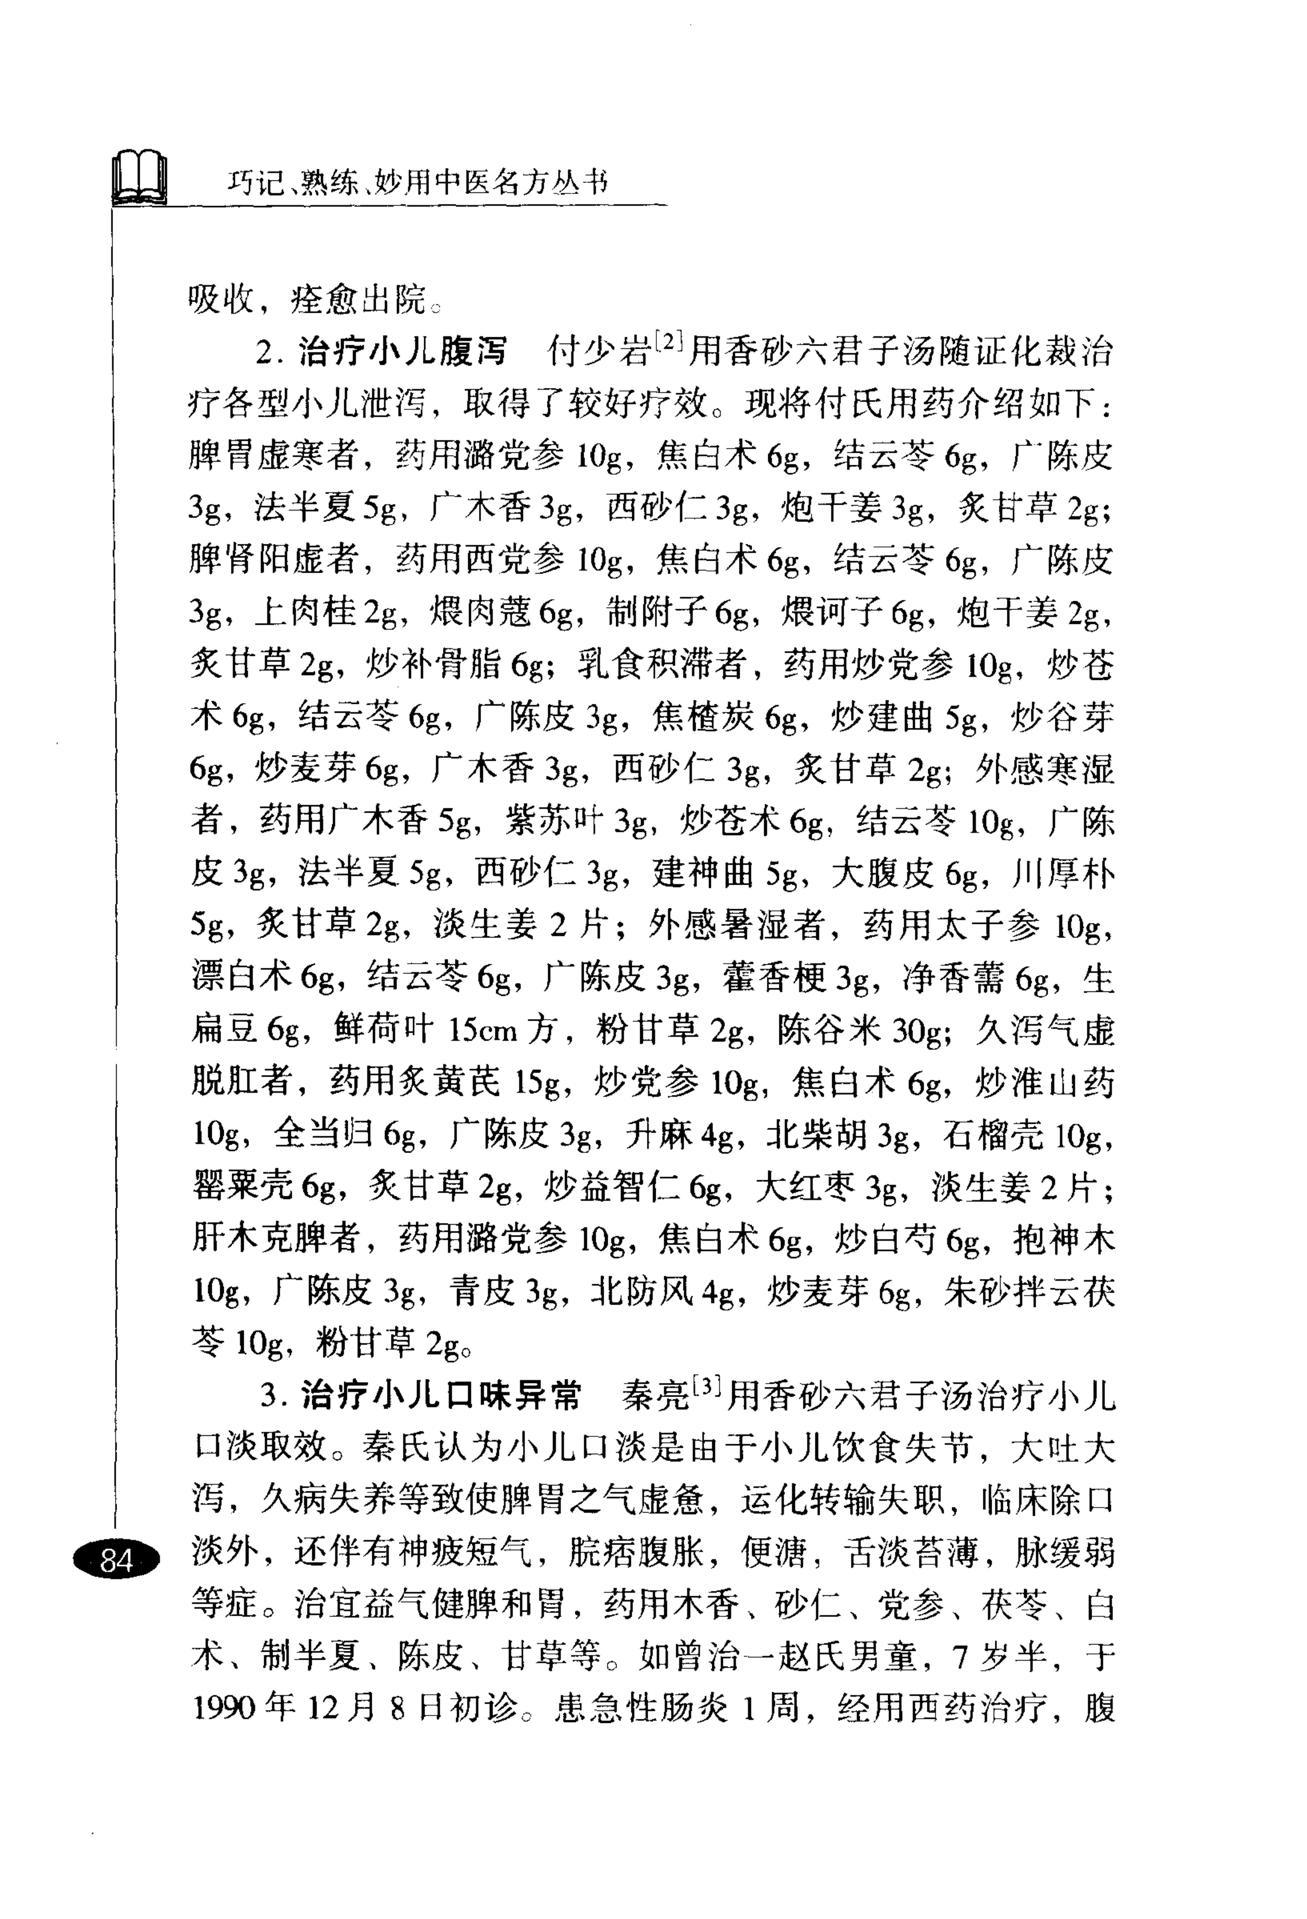 巧记、熟练、妙用中医名方丛书
吸收，痊愈出院。
2. 治疗小儿腹泻　付少岩[2]用香砂六君子汤随证化裁治
疗各型小儿泄泻，取得了较好疗效。现将付氏用药介绍如下：
脾胃虚寒者，药用潞党参 10g，焦白术 6g，结云苓 6g，广陈皮
3g，法半夏 5g，广木香 3g，西砂仁 3g，炮干姜 3g，炙甘草 2g；
脾肾阳虚者，药用西党参 10g，焦白术 6g，结云苓 6g，广陈皮
3g，上肉桂 2g，煨肉蔻 6g，制附子 6g，煨诃子 6g，炮干姜 2g，
炙甘草 2g，炒补骨脂 6g；乳食积滞者，药用炒党参 10g，炒苍
术 6g，结云苓 6g，广陈皮 3g，焦楂炭 6g，炒建曲 5g，炒谷芽
6g，炒麦芽 6g，广木香 3g，西砂仁 3g，炙甘草 2g；外感寒湿
者，药用广木香 5g，紫苏叶 3g，炒苍术 6g，结云苓 10g，广陈
皮 3g，法半夏 5g，西砂仁 3g，建神曲 5g，大腹皮 6g，川厚朴
5g，炙甘草 2g，淡生姜 2 片；外感暑湿者，药用太子参 10g，
漂白术 6g，结云苓 6g，广陈皮 3g，藿香梗 3g，净香薷 6g，生
扁豆 6g，鲜荷叶 15cm 方，粉甘草 2g，陈谷米 30g；久泻气虚
脱肛者，药用炙黄芪 15g，炒党参 10g，焦白术 6g，炒淮山药
10g，全当归 6g，广陈皮 3g，升麻 4g，北柴胡 3g，石榴壳 10g，
罂粟壳 6g，炙甘草 2g，炒益智仁 6g，大红枣 3g，淡生姜 2 片；
肝木克脾者，药用潞党参 10g，焦白术 6g，炒白芍 6g，抱神木
10g，广陈皮 3g，青皮 3g，北防风 4g，炒麦芽 6g，朱砂拌云茯
苓 10g，粉甘草 2g。
3. 治疗小儿口味异常　秦亮[3]用香砂六君子汤治疗小儿
口淡取效。秦氏认为小儿口淡是由于小儿饮食失节，大吐大
泻，久病失养等致使脾胃之气虚惫，运化转输失职，临床除口
淡外，还伴有神疲短气，脘痞腹胀，便溏，舌淡苔薄，脉缓弱
等症。治宜益气健脾和胃，药用木香、砂仁、党参、茯苓、白
术、制半夏、陈皮、甘草等。如曾治一赵氏男童，7 岁半，于
1990 年 12 月 8 日初诊。患急性肠炎 1 周，经用西药治疗，腹
84